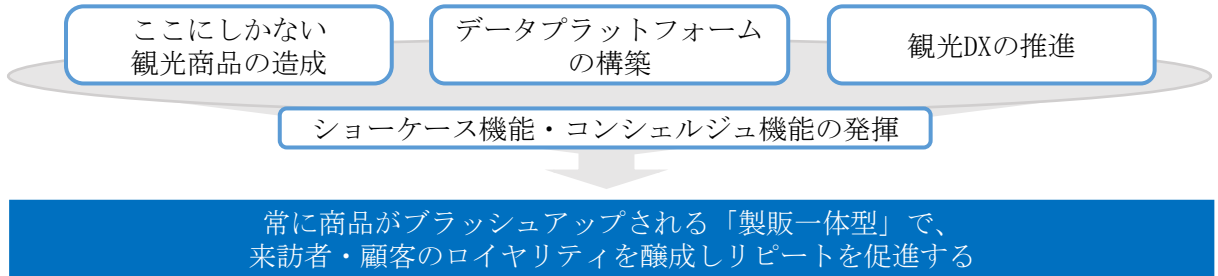 ここにしかない
観光商品の造成
データプラットフォーム
の構築
観光DXの推進
ショーケース機能・コンシェルジュ機能の発揮
常に商品がブラッシュアップされる「製販一体型」で、
来訪者・顧客のロイヤリティを醸成しリピートを促進する